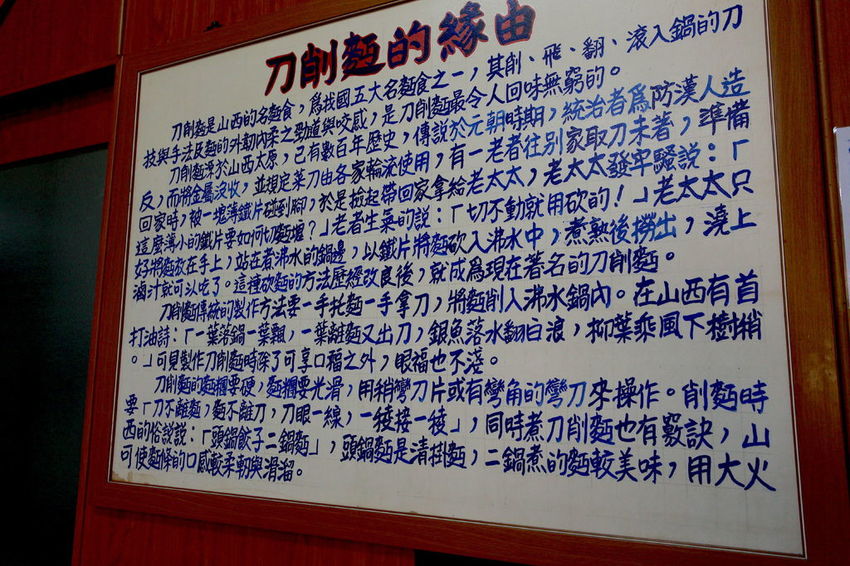 刀削麵的緣由
刀削麵是山西的名麵食，為我國五大名麵食之一，其削、飛、翻、滾入鍋的刀
技與手法及麵的外韌內柔之勁道與咬感，是刀削麵最令人回味無窮的。
刀削麵源於山西太原，已有數百年歷史，傳說於元朝時期，統治者為防漢人造
反，而將金屬沒收，並規定菜刀由各家輪流使用，有一老者往別家取刀未著，準備
回家時，被一塊薄鐵片碰到腳，於是撿起帶回家拿給老太太，老太太發牢騷說：「
這麼薄小的鐵片要如何切麵喔？」老者生氣的說：「切不動就用砍的！」老太太只
好將麵放在手上，站在煮沸水的鍋邊，以鐵片將麵砍入沸水中，煮熟後撈出，澆上
滷汁就可以吃了。這種砍麵的方法歷經改良後，就成為現在著名的刀削麵。
刀削麵傳統的製作方法要一手托麵一手拿刀，將麵削入沸水鍋內。在山西有首
打油詩：「一葉落鍋一葉飄，一葉離麵又出刀，銀魚落水翻白浪，柳葉乘風下樹梢
。」可見製作刀削麵時除了可享口福之外，眼福也不淺。
刀削麵的麵糰要硬，麵糰要光滑，用稍彎刀片或有彎角的彎刀來操作。削麵時
要「刀不離麵，麵不離刀，刀眼一線，一稜接一稜」，同時煮刀削麵也有竅訣，山
西的俗說說：「頭鍋餃子二鍋麵」，頭鍋麵是清掛麵，二鍋煮的麵較美味，用大火
可使麵條的口感較柔韌與滑溜。